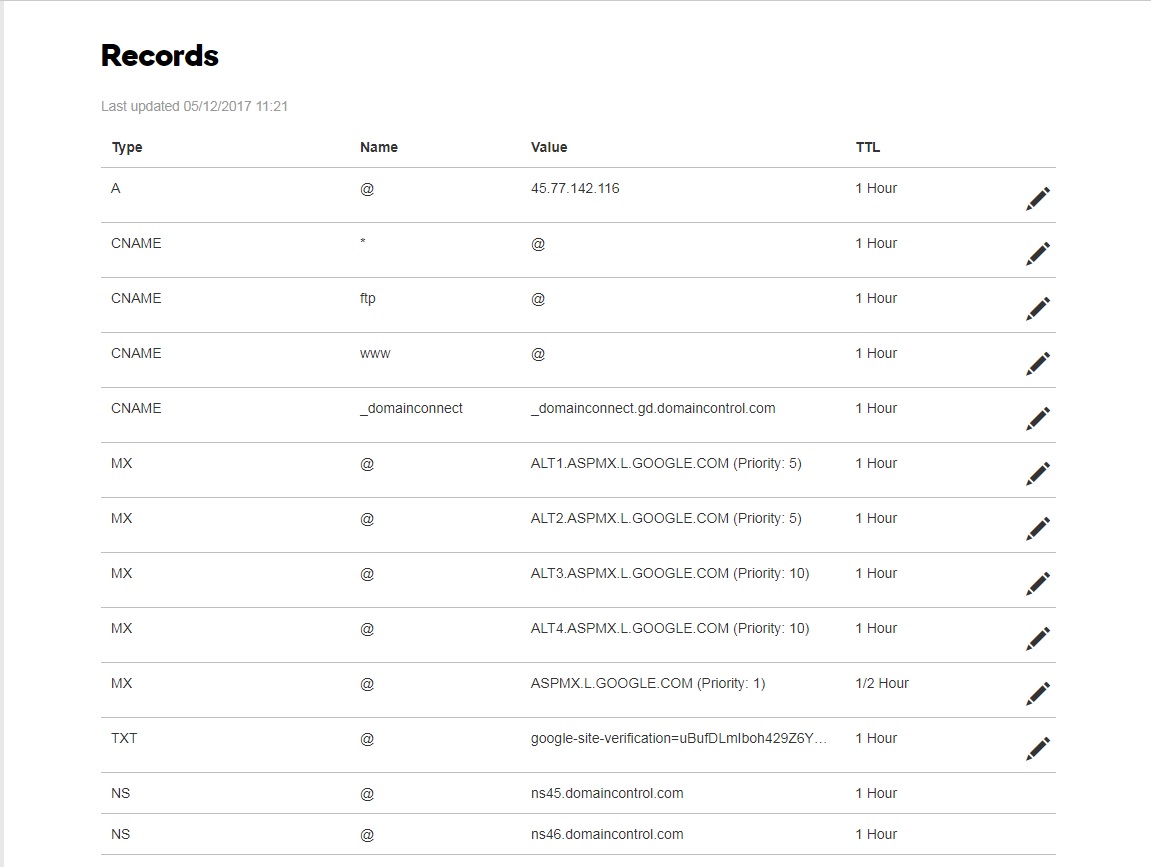 Records
Last updated 05/12/2017 11:21
Type Name Value TTL
A @ 45.77.142.116 1 Hour
CNAME * @ 1 Hour
CNAME ftp @ 1 Hour
CNAME www @ 1 Hour
CNAME _domainconnect _domainconnect.gd.domaincontrol.com 1 Hour
MX @ ALT1.ASPMX.L.GOOGLE.COM (Priority: 5) 1 Hour
MX @ ALT2.ASPMX.L.GOOGLE.COM (Priority: 5) 1 Hour
MX @ ALT3.ASPMX.L.GOOGLE.COM (Priority: 10) 1 Hour
MX @ ALT4.ASPMX.L.GOOGLE.COM (Priority: 10) 1 Hour
MX @ ASPMX.L.GOOGLE.COM (Priority: 1) 1/2 Hour
TXT @ google-site-verification=uBufDLmIboh429Z6Y... 1 Hour
NS @ ns45.domaincontrol.com 1 Hour
NS @ ns46.domaincontrol.com 1 Hour